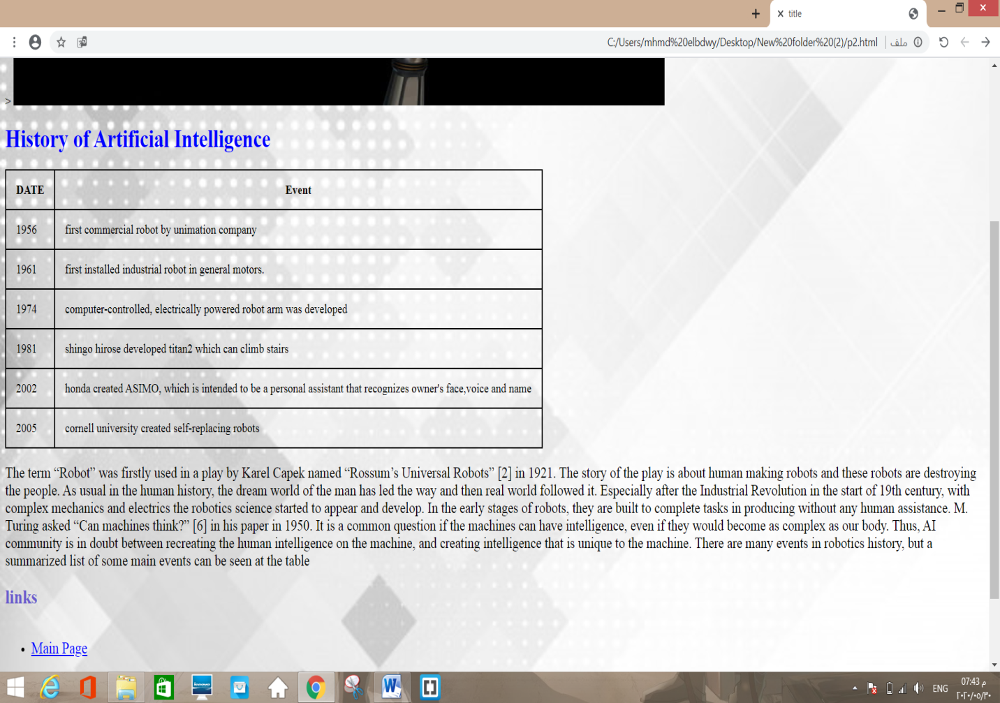 title
C:/Users/mhmd%20elbdwy/Desktop/New%20folder%20(2)/p2.html
ملف
>
History of Artificial Intelligence
DATE Event
1956 first commercial robot by unimation company
1961 first installed industrial robot in general motors.
1974 computer-controlled, electrically powered robot arm was developed
1981 shingo hirose developed titan2 which can climb stairs
2002 honda created ASIMO, which is intended to be a personal assistant that recognizes owner's face,voice and name
2005 cornell university created self-replacing robots
The term “Robot” was firstly used in a play by Karel Capek named “Rossum’s Universal Robots” [2] in 1921. The story of the play is about human making robots and these robots are destroying
the people. As usual in the human history, the dream world of the man has led the way and then real world followed it. Especially after the Industrial Revolution in the start of 19th century, with
complex mechanics and electrics the robotics science started to appear and develop. In the early stages of robots, they are built to complete tasks in producing without any human assistance. M.
Turing asked “Can machines think?” [6] in his paper in 1950. It is a common question if the machines can have intelligence, even if they would become as complex as our body. Thus, AI
community is in doubt between recreating the human intelligence on the machine, and creating intelligence that is unique to the machine. There are many events in robotics history, but a
summarized list of some main events can be seen at the table
links
• Main Page
ENG
07:43 م
٢٠٢٠/٠٥/٣٠